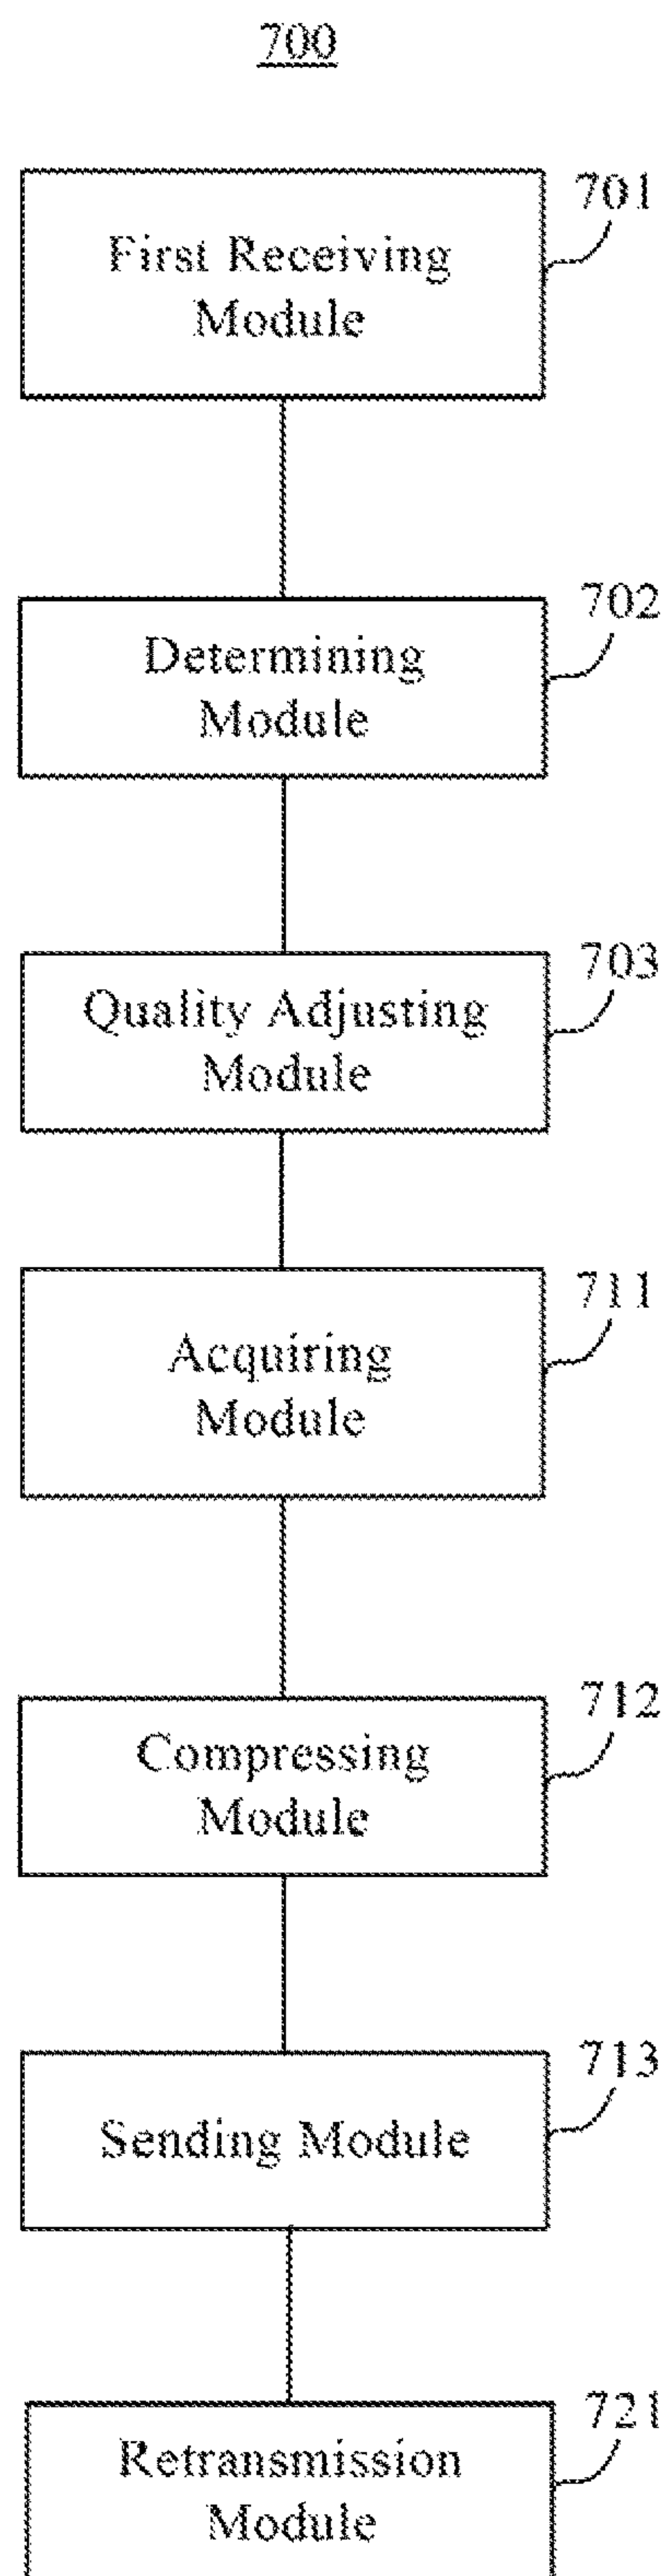 700
701
First Receiving
Module
702
Determining
Module
703
Quality Adjusting
Module
711
Acquiring
Module
712
Compressing
Module
713
Sending Module
721
Retransmission
Module